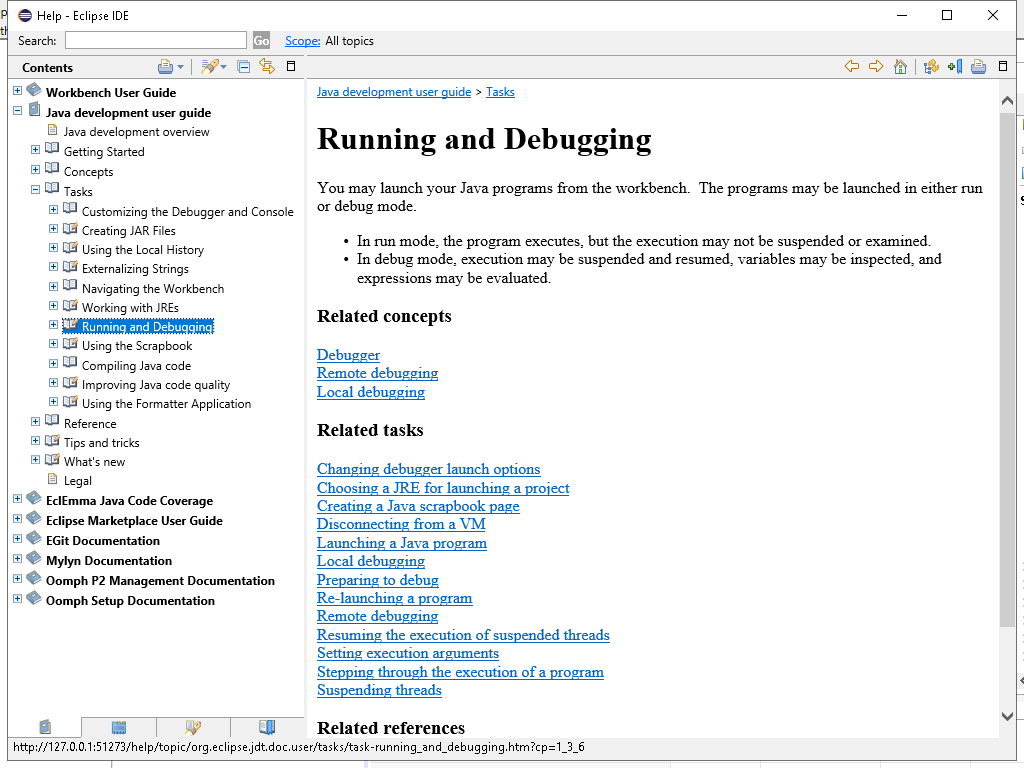 Help - Eclipse IDE
Search:
Go
Scope: All topics
Contents
Workbench User Guide
Java development user guide
Java development overview
Getting Started
Concepts
Tasks
Customizing the Debugger and Console
Creating JAR Files
Using the Local History
Externalizing Strings
Navigating the Workbench
Working with JREs
Running and Debugging
Using the Scrapbook
Compiling Java code
Improving Java code quality
Using the Formatter Application
Reference
Tips and tricks
What's new
Legal
EclEmma Java Code Coverage
Eclipse Marketplace User Guide
EGit Documentation
Mylyn Documentation
Oomph P2 Management Documentation
Oomph Setup Documentation
Java development user guide > Tasks
Running and Debugging
You may launch your Java programs from the workbench.  The programs may be launched in either run
or debug mode.
• In run mode, the program executes, but the execution may not be suspended or examined.
• In debug mode, execution may be suspended and resumed, variables may be inspected, and
expressions may be evaluated.
Related concepts
Debugger
Remote debugging
Local debugging
Related tasks
Changing debugger launch options
Choosing a JRE for launching a project
Creating a Java scrapbook page
Disconnecting from a VM
Launching a Java program
Local debugging
Preparing to debug
Re-launching a program
Remote debugging
Resuming the execution of suspended threads
Setting execution arguments
Stepping through the execution of a program
Suspending threads
Related references
http://127.0.0.1:51273/help/topic/org.eclipse.jdt.doc.user/tasks/task-running_and_debugging.htm?cp=1_3_6